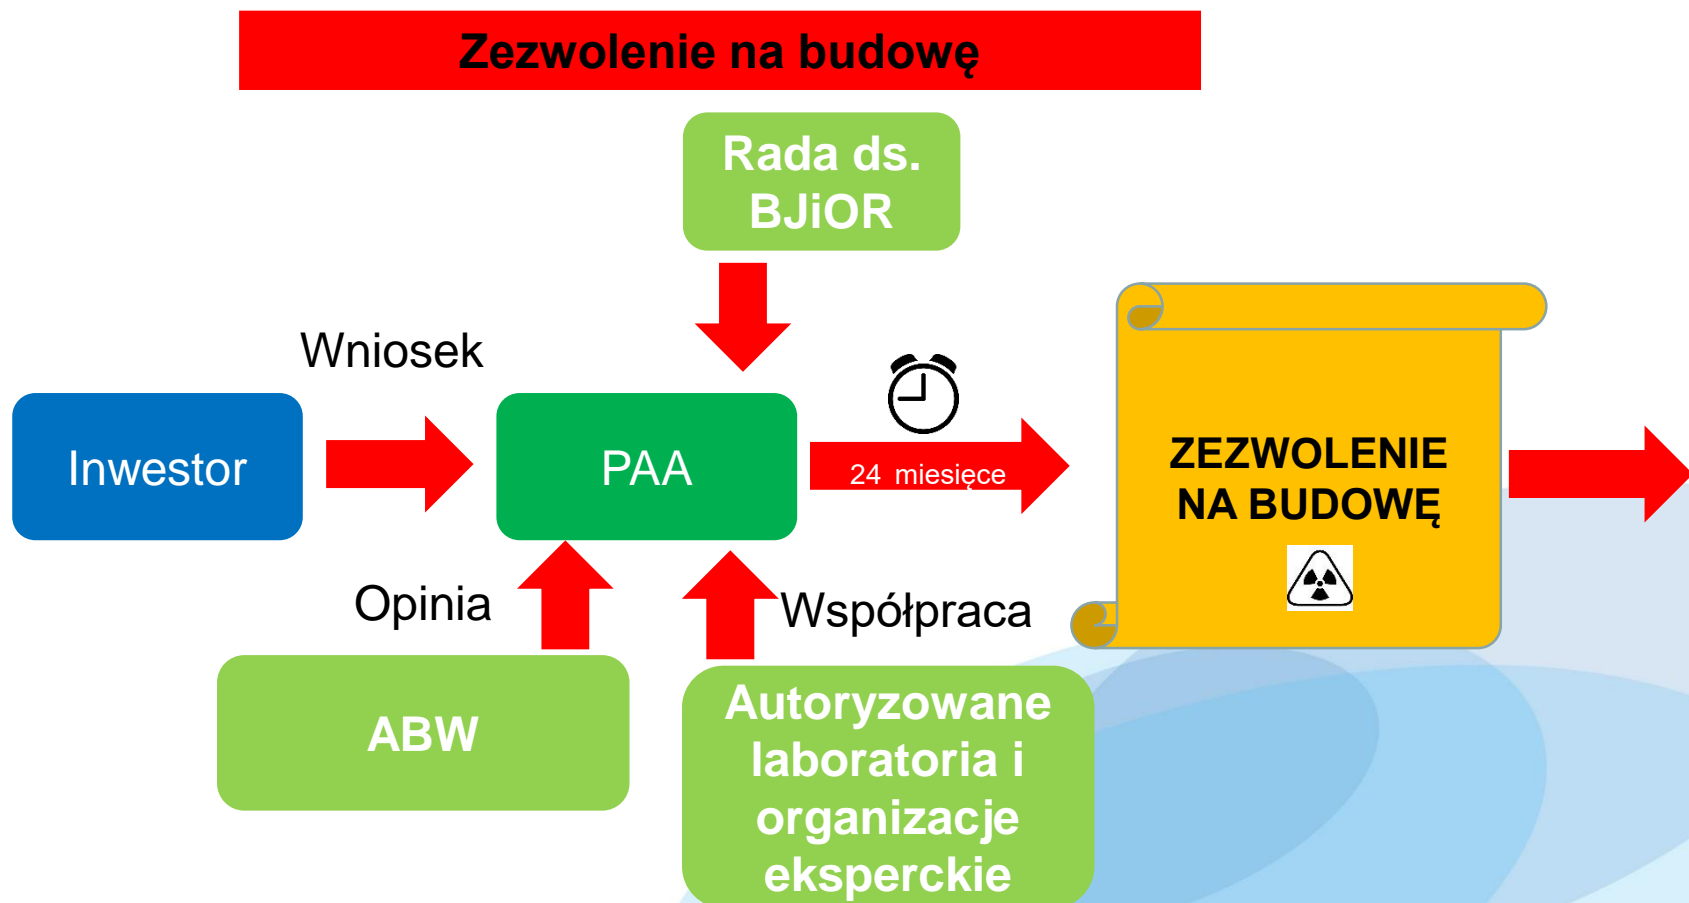 Zezwolenie na budowę
Rada ds.
BJiOR
Wniosek
Inwestor
PAA
24 miesięce
ZEZWOLENIE
NA BUDOWĘ
Opinia
Współpraca
ABW
Autoryzowane
laboratoria i
organizacje
eksperckie